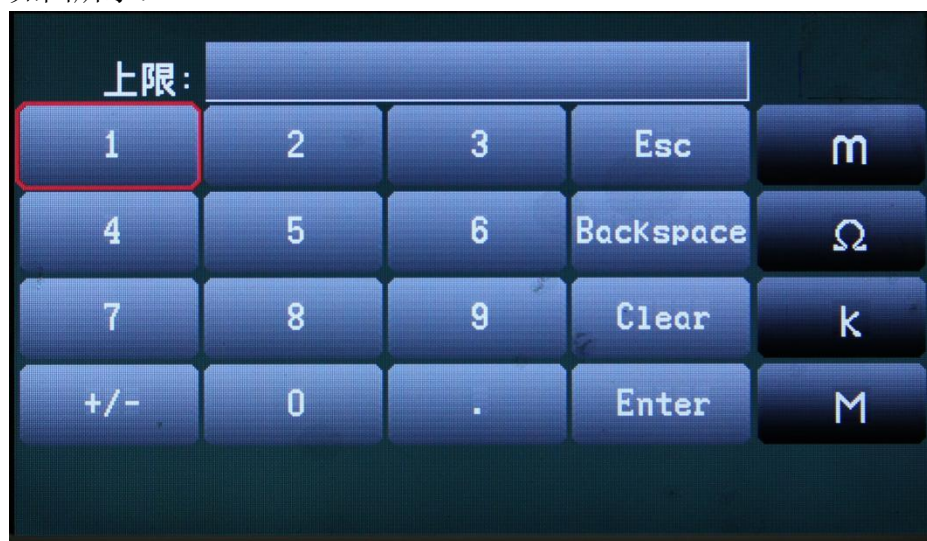 上限:
1 2 3 Esc m
4 5 6 Backspace Ω
7 8 9 Clear k
+/- 0 . Enter M